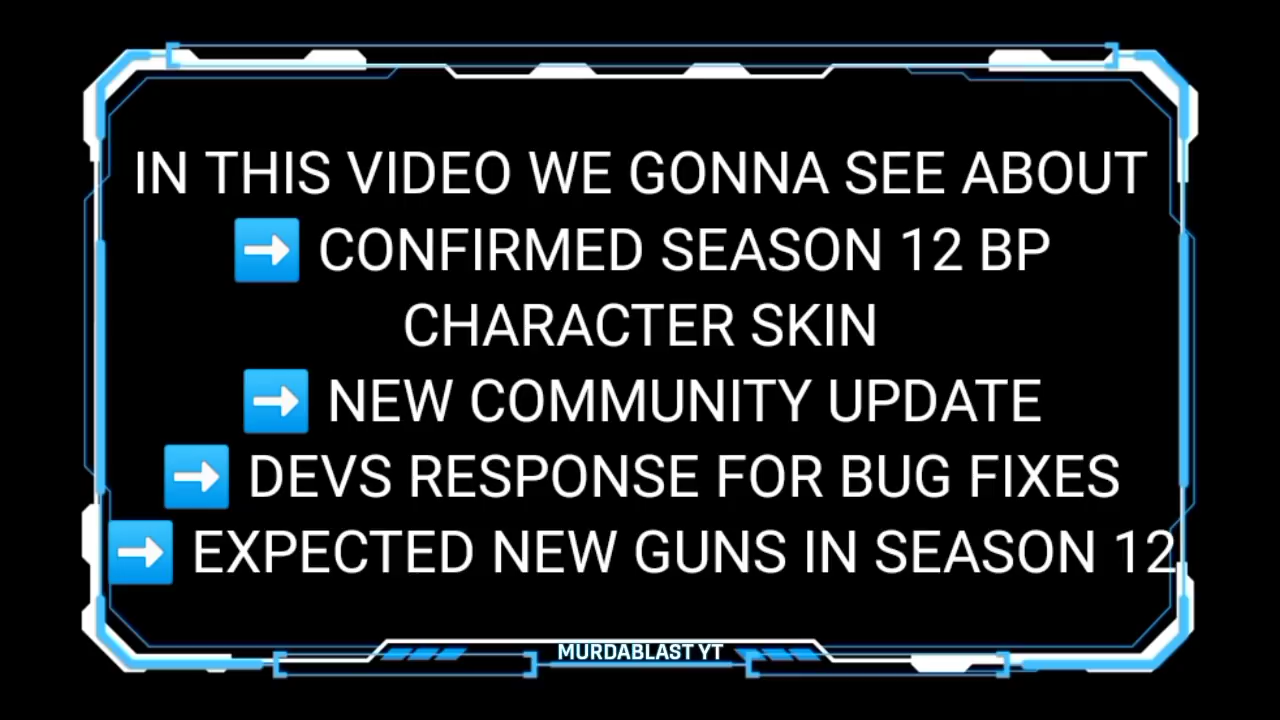 IN THIS VIDEO WE GONNA SEE ABOUT
➡️ CONFIRMED SEASON 12 BP
CHARACTER SKIN
➡️ NEW COMMUNITY UPDATE
➡️ DEVS RESPONSE FOR BUG FIXES
➡️ EXPECTED NEW GUNS IN SEASON 12
MURDABLAST YT